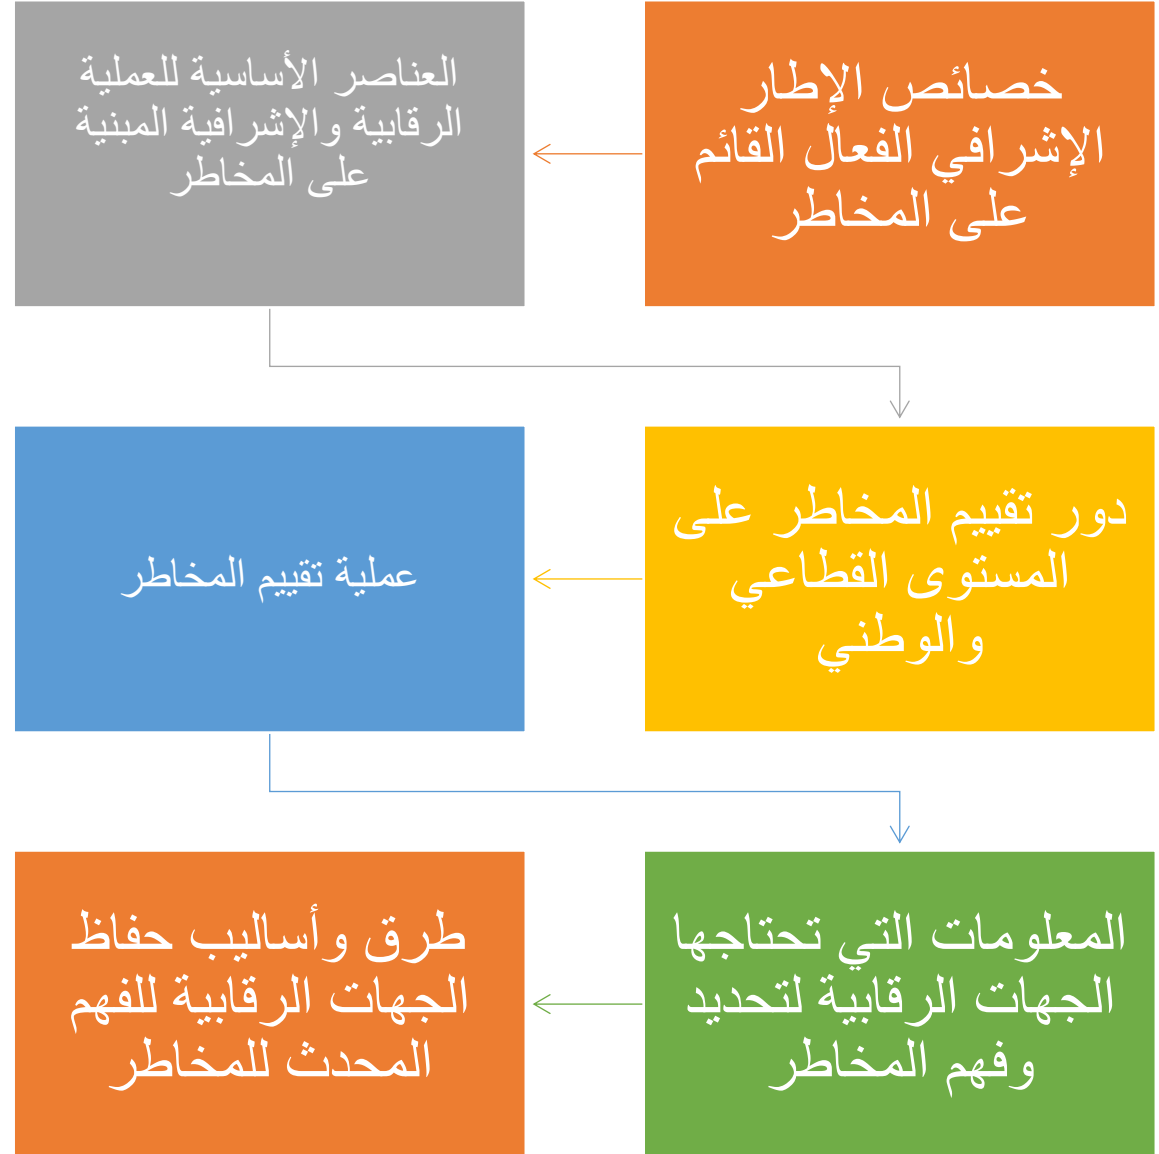 خصائص الإطار
الإشرافي الفعال القائم
على المخاطر
العناصر الأساسية للعملية
الرقابية والإشرافية المبنية
على المخاطر
دور تقييم المخاطر على
المستوى القطاعي
والوطني
عملية تقييم المخاطر
المعلومات التي تحتاجها
الجهات الرقابية لتحديد
وفهم المخاطر
طرق وأساليب حفاظ
الجهات الرقابية للفهم
المحدث للمخاطر